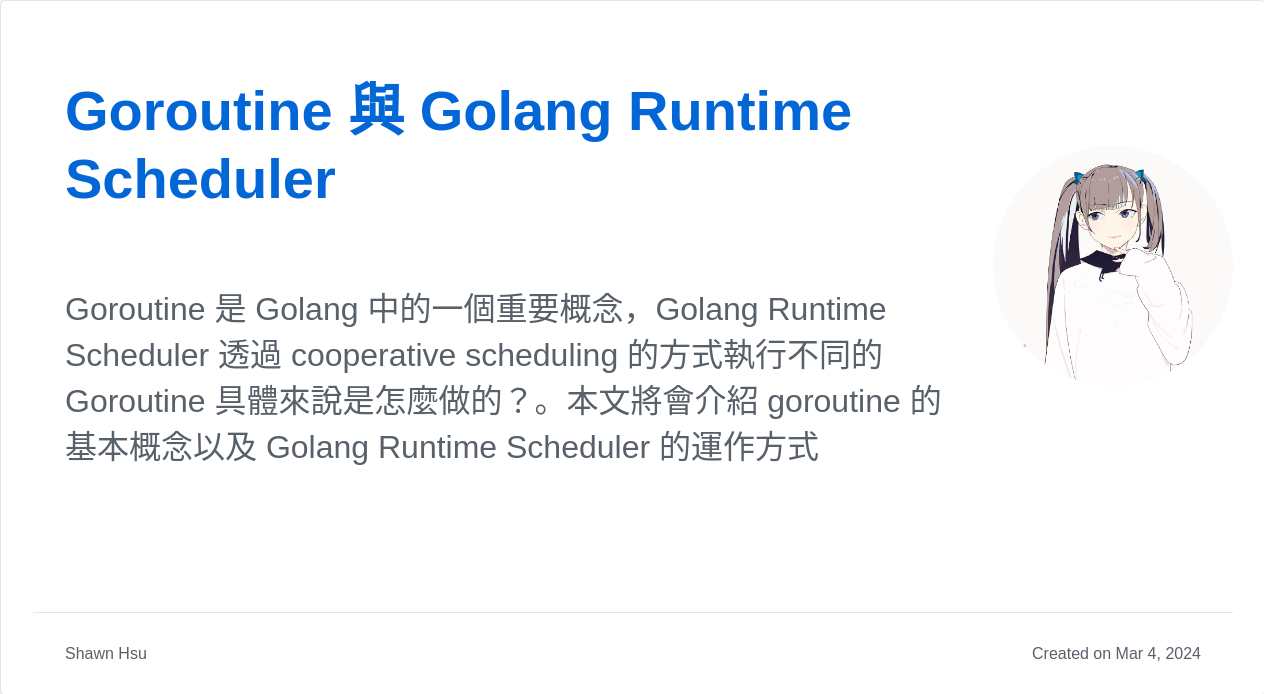 Goroutine 與 Golang Runtime
Scheduler
Goroutine 是 Golang 中的一個重要概念，Golang Runtime
Scheduler 透過 cooperative scheduling 的方式執行不同的
Goroutine 具體來說是怎麼做的？。本文將會介紹 goroutine 的
基本概念以及 Golang Runtime Scheduler 的運作方式
Shawn Hsu
Created on Mar 4, 2024